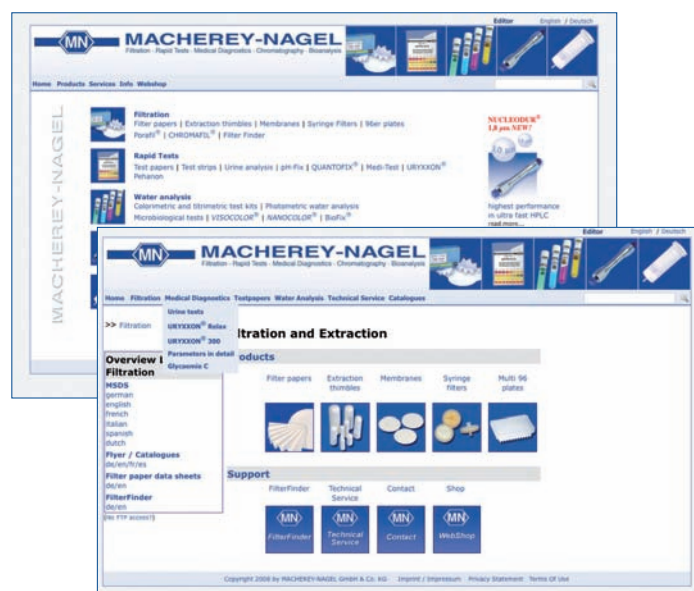 Editor English / Deutsch
MN MACHEREY-NAGEL
Filtration · Rapid Tests · Medical Diagnostics · Chromatography · Bioanalysis
Home Products Services Info Webshop
MACHEREY-NAGEL
Filtration
Filter papers | Extraction thimbles | Membranes | Syringe Filters | 96er plates
Porafil® | CHROMAFIL® | Filter Finder
Rapid Tests
Test papers | Test strips | Urine analysis | pH-Fix | QUANTOFIX® | Medi-Test | URYXXON®
Pehanon
Water analysis
Colorimetric and titrimetric test kits | Photometric water analysis
Microbiological tests | VISOCOLOR® | NANOCOLOR® | BioFix®
NUCLEODUR®
1,8 µm NEW!
highest performance
in ultra fast HPLC
read more...
Editor English / Deutsch
MN MACHEREY-NAGEL
Filtration · Rapid Tests · Medical Diagnostics · Chromatography · Bioanalysis
Home Filtration Medical Diagnostics Testpapers Water Analysis Technical Service Catalogues
Urine tests
URYXXON® Relax
URYXXON® 300
Parameters in detail
Glycaemie C
>> Filtration
ltration and Extraction
Overview
Filtration
MSDS
german
english
french
italian
spanish
dutch
Flyer / Catalogues
de/en/fr/es
Filter paper data sheets
de/en
FilterFinder
de/en
(No FTP access?)
oducts
Filter papers Extraction thimbles Membranes Syringe filters Multi 96 plates
Support
FilterFinder Technical Service Contact Shop
MN FilterFinder
MN Technical Service
MN Contact
MN WebShop
Copyright 2008 by MACHEREY-NAGEL GmbH & Co. KG Imprint / Impressum Privacy Statement Terms Of Use